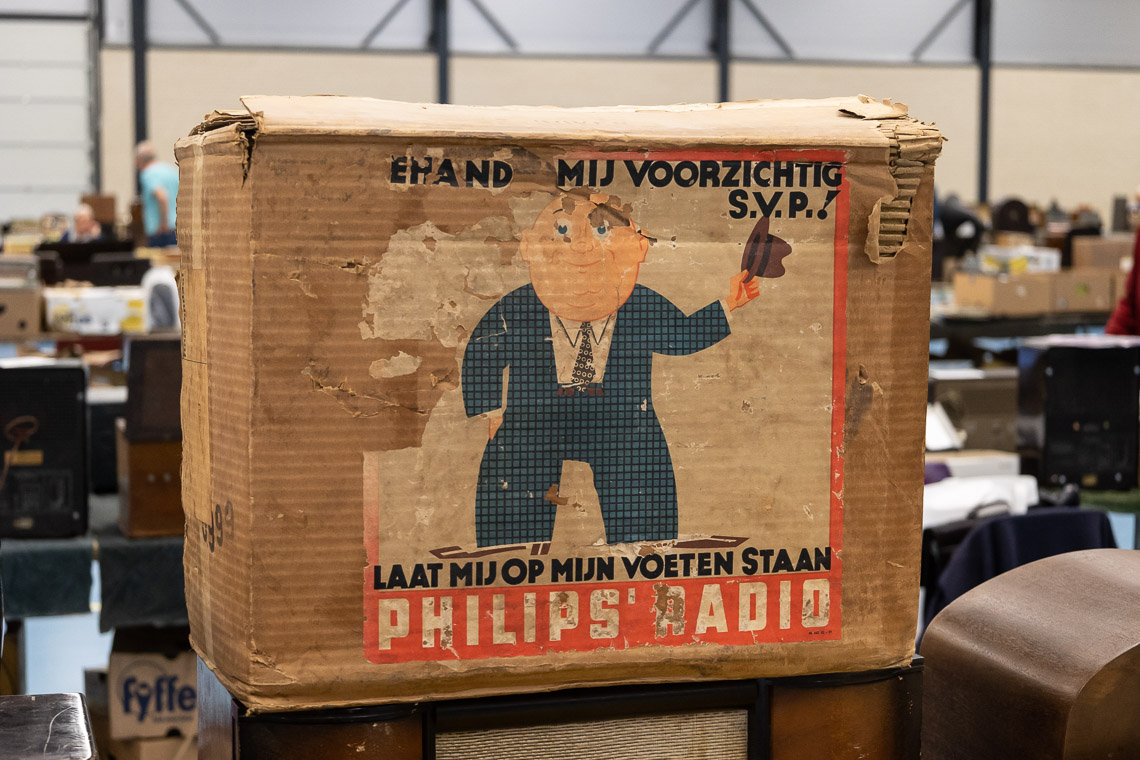 EHAND MIJ VOORZICHTIG
S.V.P.!
LAAT MIJ OP MIJN VOETEN STAAN
PHILIPS' RADIO
fyffe